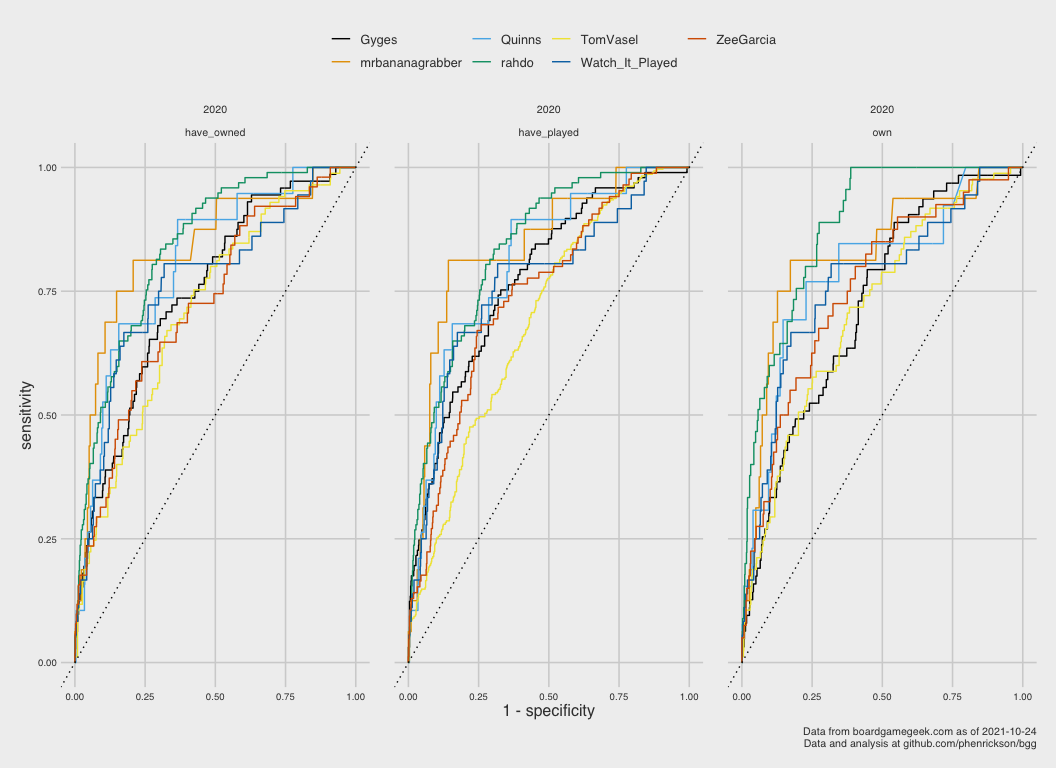 Gyges Quinns TomVasel ZeeGarcia
mrbananagrabber rahdo Watch_It_Played
2020 2020 2020
have_owned have_played own
1.00
0.75
0.50
0.25
0.00
sensitivity
0.00 0.25 0.50 0.75 1.00 0.00 0.25 0.50 0.75 1.00 0.00 0.25 0.50 0.75 1.00
1 - specificity
Data from boardgamegeek.com as of 2021-10-24
Data and analysis at github.com/phenrickson/bgg